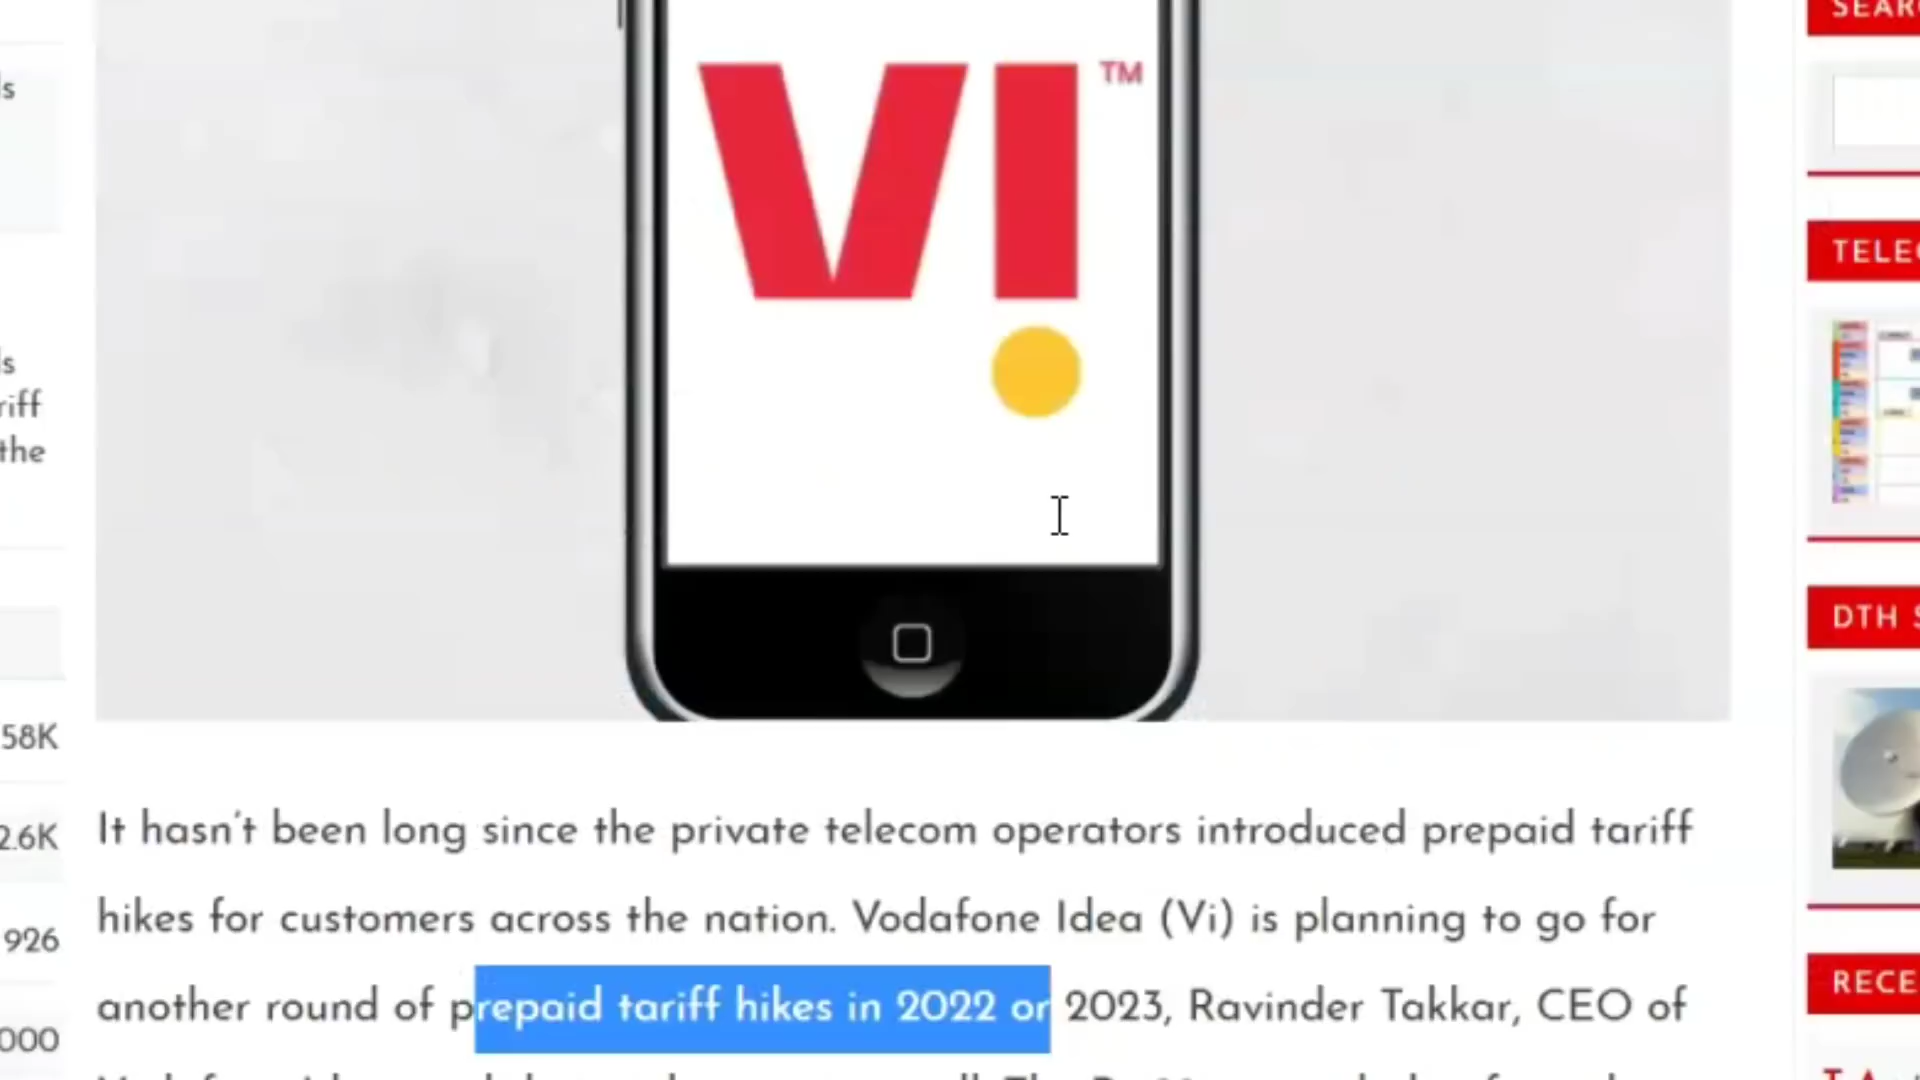 VI
TM
It hasn't been long since the private telecom operators introduced prepaid tariff
hikes for customers across the nation. Vodafone Idea (Vi) is planning to go for
another round of prepaid tariff hikes in 2022 or 2023, Ravinder Takkar, CEO of
riff
the
58K
2.6K
926
000
SEAR
TELE
DTH S
RECE